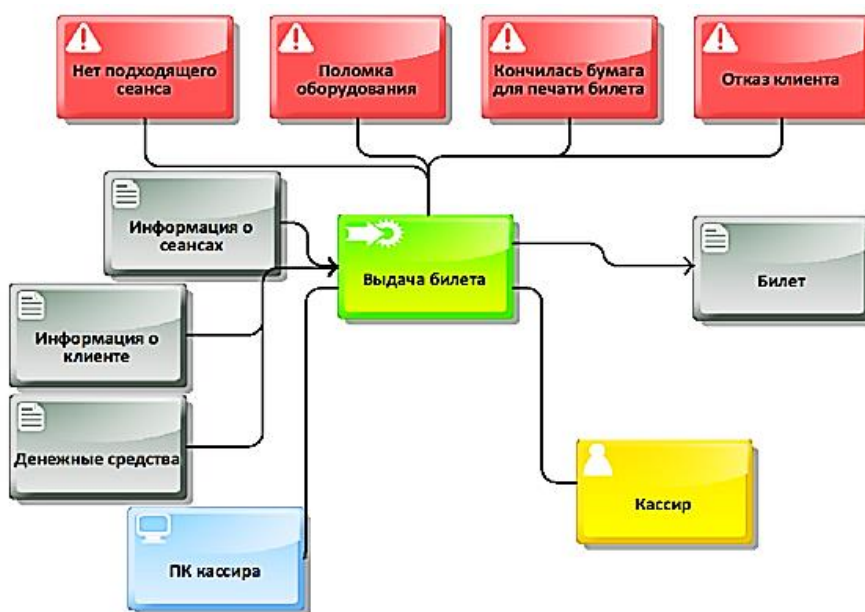 Нет подходящего
сеанса
Поломка
оборудования
Кончилась бумага
для печати билета
Отказ клиента
Информация о
сеансах
Выдача билета
Билет
Информация о
клиенте
Денежные средства
Кассир
ПК кассира